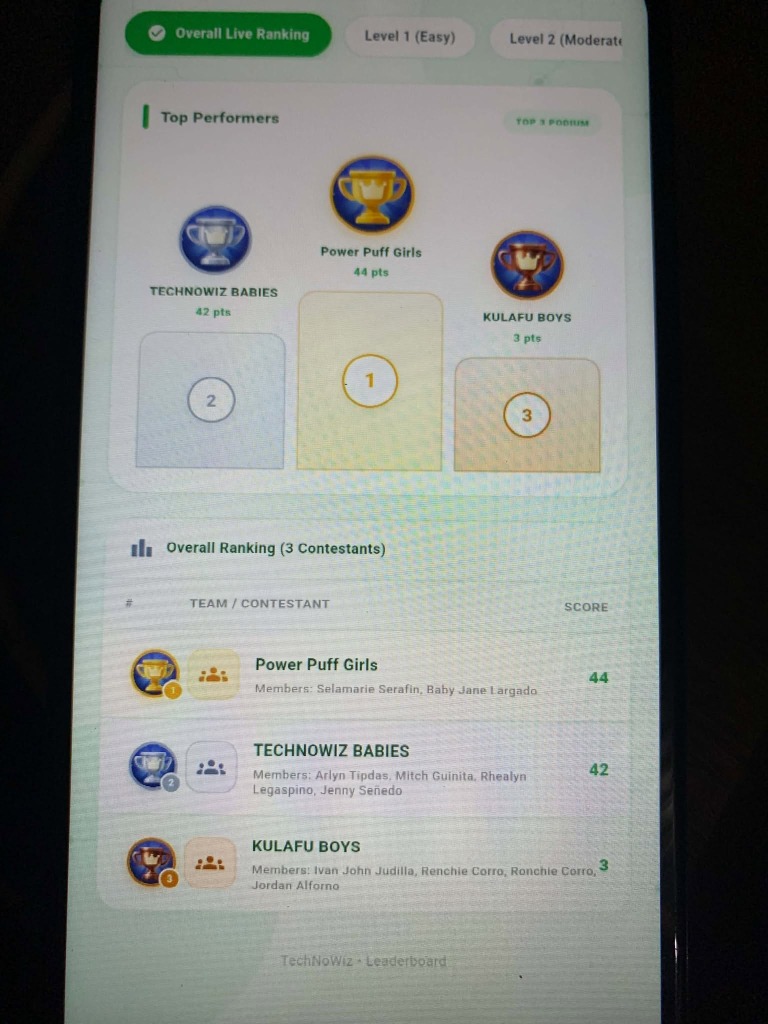 Overall Live Ranking
Level 1 (Easy)
Level 2 (Moderate
Top Performers
TOP 3 PODIUM
Power Puff Girls
44 pts
TECHNOWIZ BABIES
42 pts
KULAFU BOYS
3 pts
1
2
3
Overall Ranking (3 Contestants)
# TEAM / CONTESTANT SCORE
Power Puff Girls
Members: Selamarie Serafin, Baby Jane Largado
44
1
TECHNOWIZ BABIES
Members: Arlyn Tipdas, Mitch Guinita, Rhealyn
Legaspino, Jenny Señedo
42
2
KULAFU BOYS
Members: Ivan John Judilla, Renchie Corro, Ronchie Corro,
Jordan Alforno
3
3
TechNoWiz • Leaderboard